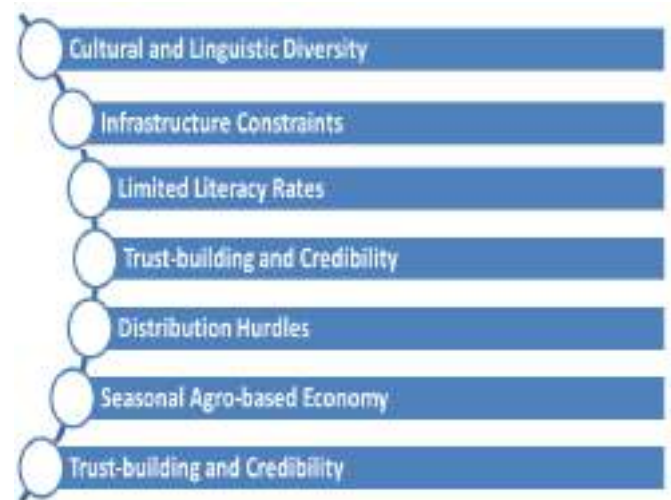 Cultural and Linguistic Diversity
Infrastructure Constraints
Limited Literacy Rates
Trust-building and Credibility
Distribution Hurdles
Seasonal Agro-based Economy
Trust-building and Credibility